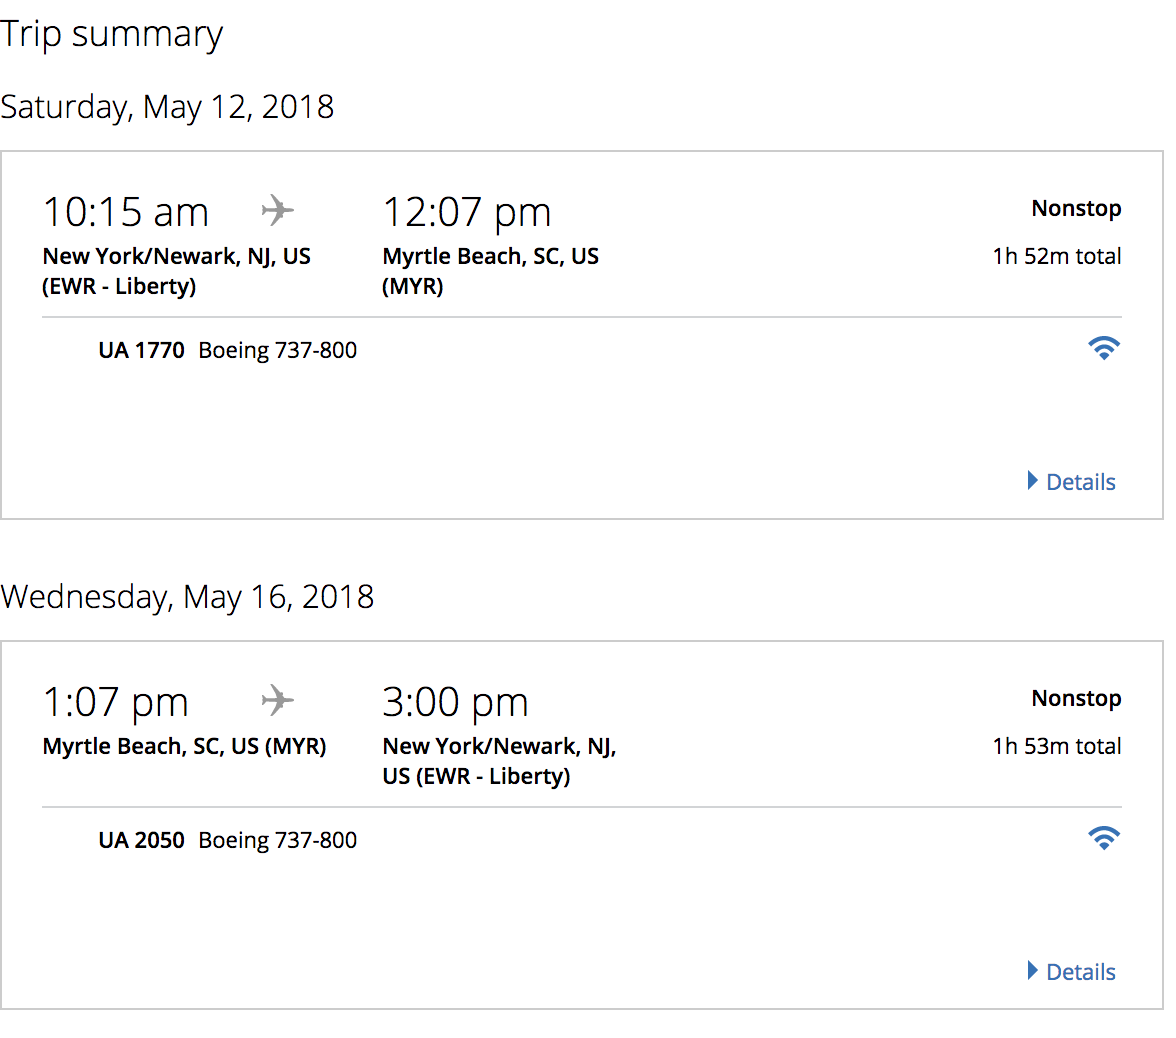 Trip summary
Saturday, May 12, 2018
10:15 am 12:07 pm Nonstop
New York/Newark, NJ, US Myrtle Beach, SC, US 1h 52m total
(EWR - Liberty) (MYR)
UA 1770 Boeing 737-800
Details
Wednesday, May 16, 2018
1:07 pm 3:00 pm Nonstop
Myrtle Beach, SC, US (MYR) New York/Newark, NJ, 1h 53m total
US (EWR - Liberty)
UA 2050 Boeing 737-800
Details